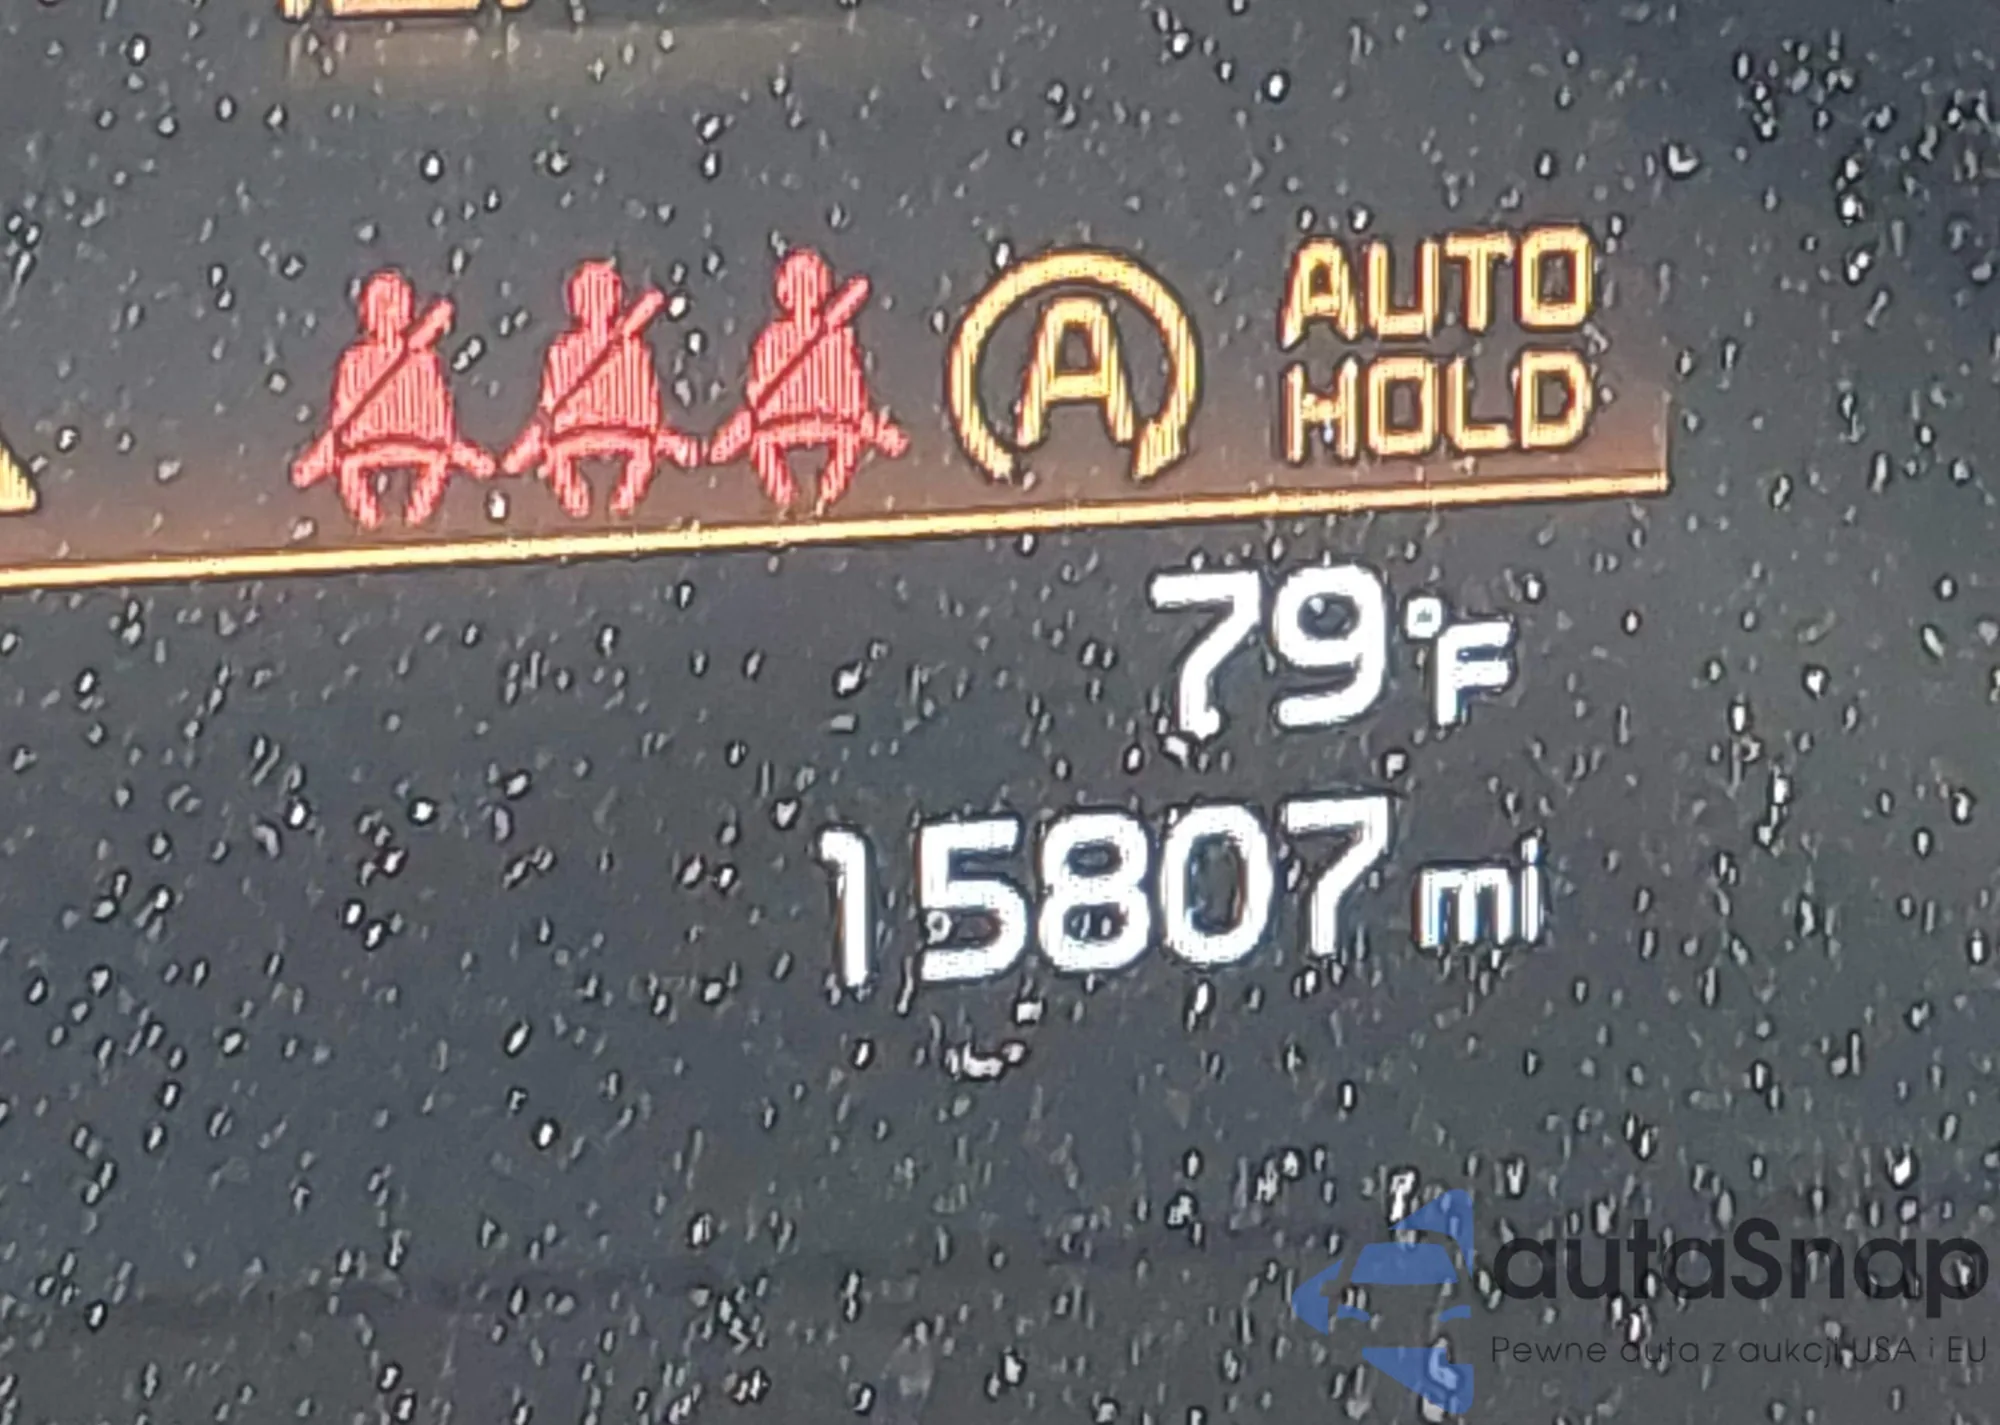 A
AUTO
HOLD
79°F
15807 mi
autaSnap
Pewne auta z aukcji USA i EU